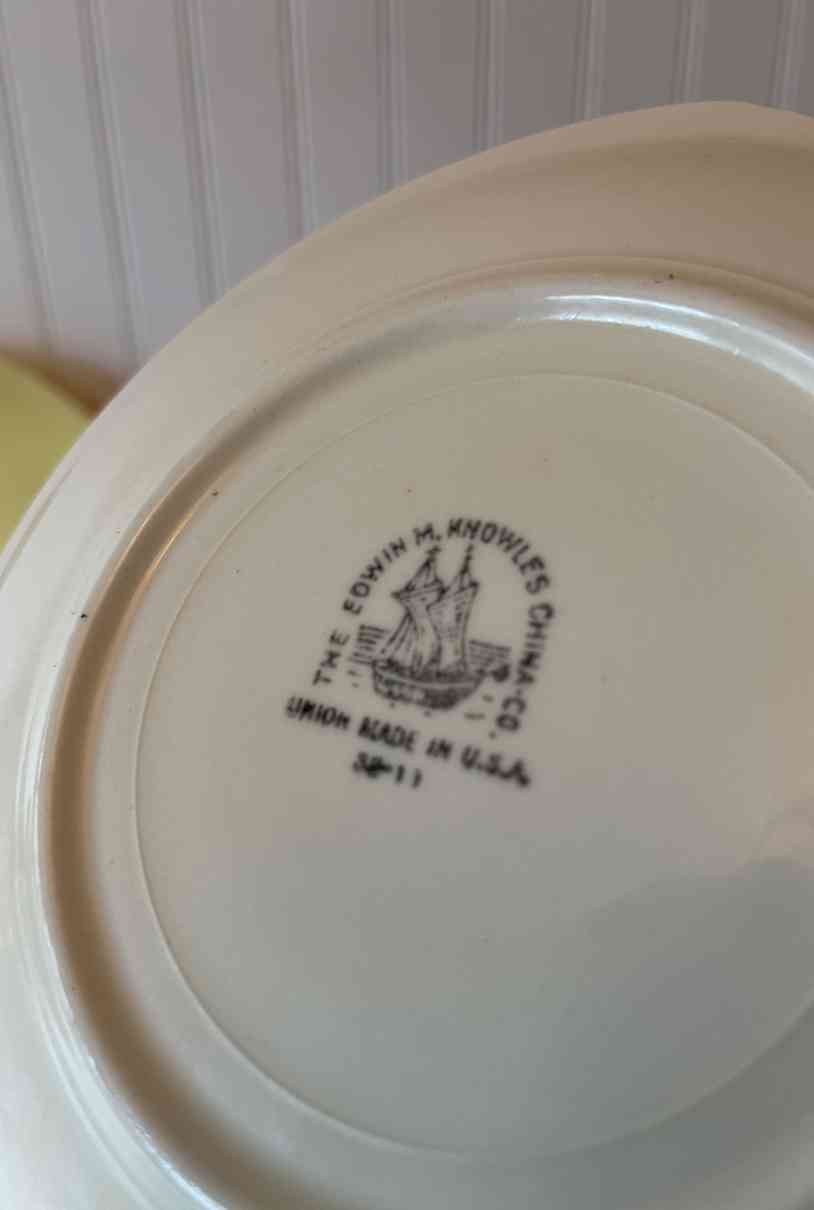 THE EDWIN M. KNOWLES CHINA CO.
UNION MADE IN U.S.A.